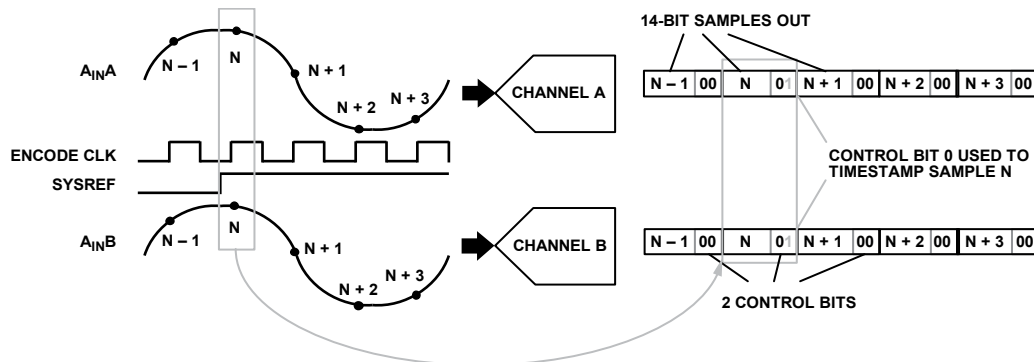 14-BIT SAMPLES OUT
AINA
N – 1
N
N + 1
N + 2
N + 3
CHANNEL A
N – 1 00 N 01 N + 1 00 N + 2 00 N + 3 00
ENCODE CLK
SYSREF
CONTROL BIT 0 USED TO
TIMESTAMP SAMPLE N
AINB
N – 1
N
N + 1
N + 2
N + 3
CHANNEL B
N – 1 00 N 01 N + 1 00 N + 2 00 N + 3 00
2 CONTROL BITS